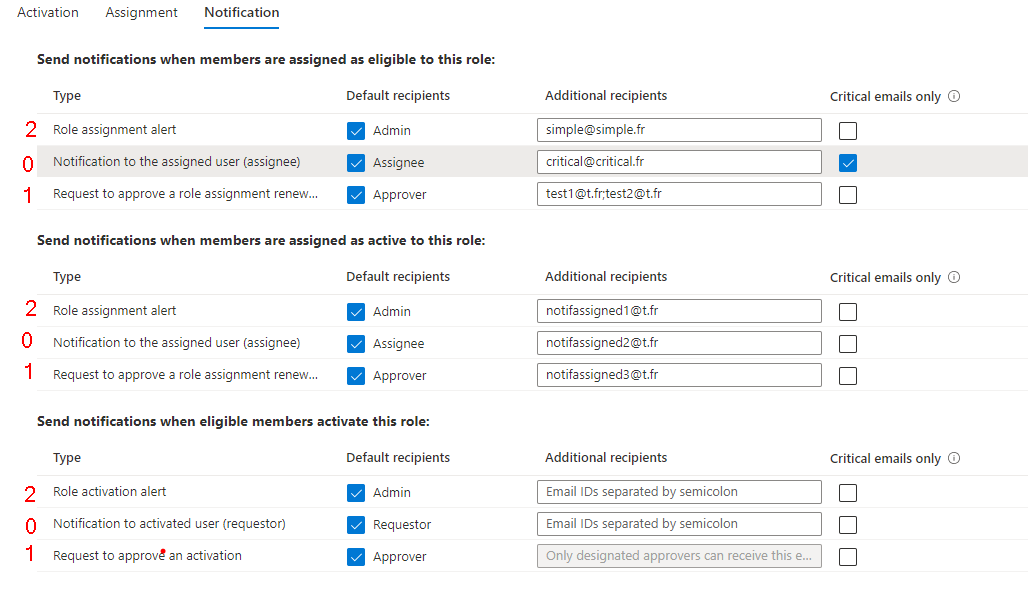 Activation Assignment Notification
Send notifications when members are assigned as eligible to this role:
Type Default recipients Additional recipients Critical emails only
2 Role assignment alert Admin simple@simple.fr
0 Notification to the assigned user (assignee) Assignee critical@critical.fr
1 Request to approve a role assignment renew... Approver test1@t.fr;test2@t.fr
Send notifications when members are assigned as active to this role:
Type Default recipients Additional recipients Critical emails only
2 Role assignment alert Admin notifassigned1@t.fr
0 Notification to the assigned user (assignee) Assignee notifassigned2@t.fr
1 Request to approve a role assignment renew... Approver notifassigned3@t.fr
Send notifications when eligible members activate this role:
Type Default recipients Additional recipients Critical emails only
2 Role activation alert Admin Email IDs separated by semicolon
0 Notification to activated user (requestor) Requestor Email IDs separated by semicolon
1 Request to approve an activation Approver Only designated approvers can receive this e...